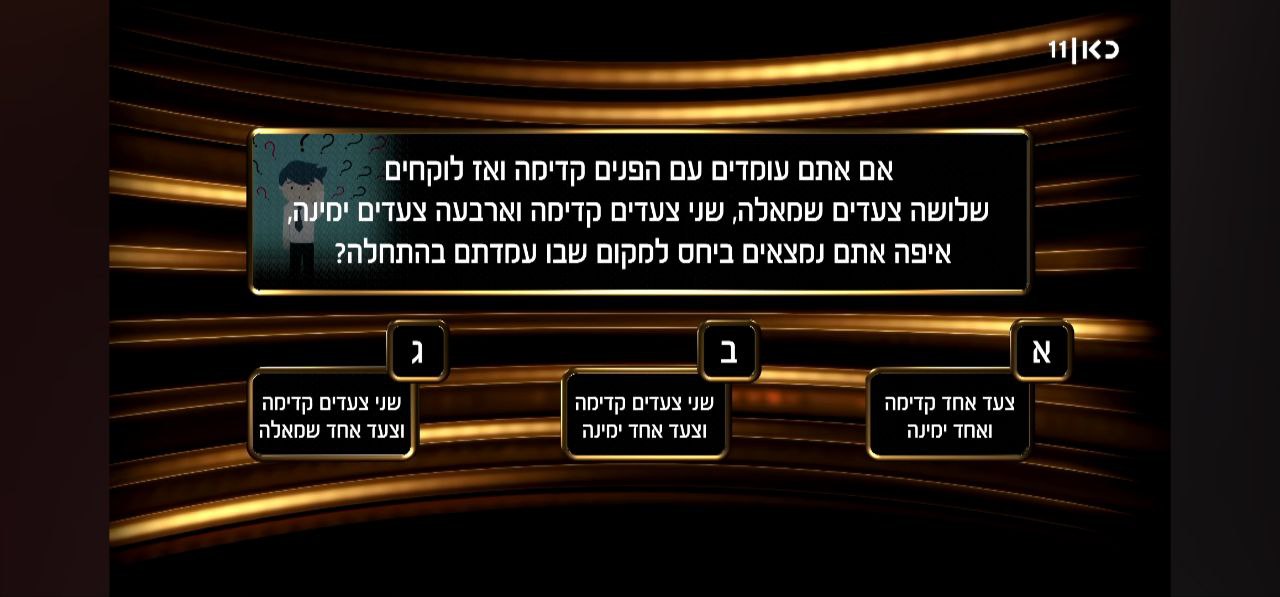 כאן|11
אם אתם עומדים עם הפנים קדימה ואז לוקחים
שלושה צעדים שמאלה, שני צעדים קדימה וארבעה צעדים ימינה,
איפה אתם נמצאים ביחס למקום שבו עמדתם בהתחלה?
א
צעד אחד קדימה
ואחד ימינה
ב
שני צעדים קדימה
וצעד אחד ימינה
ג
שני צעדים קדימה
וצעד אחד שמאלה